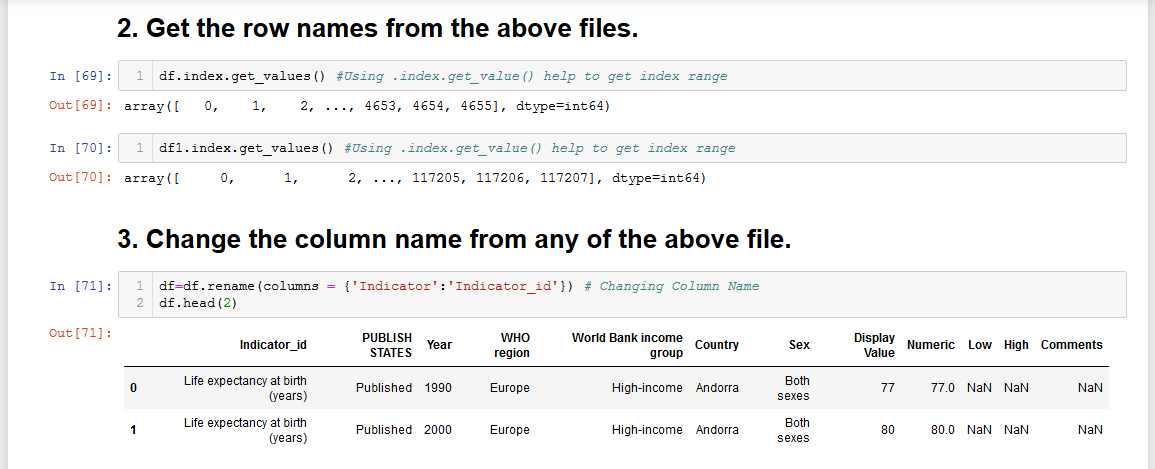 2. Get the row names from the above files.
In [69]: 1 df.index.get_values() #Using .index.get_value() help to get index range
Out[69]: array([   0,    1,    2, ..., 4653, 4654, 4655], dtype=int64)
In [70]: 1 df1.index.get_values() #Using .index.get_value() help to get index range
Out[70]: array([     0,      1,      2, ..., 117205, 117206, 117207], dtype=int64)
3. Change the column name from any of the above file.
In [71]: 1 df=df.rename(columns = {'Indicator':'Indicator_id'}) # Changing Column Name
2 df.head(2)
Out[71]:
Indicator_id PUBLISH STATES Year WHO region World Bank income group Country Sex Display Value Numeric Low High Comments
0 Life expectancy at birth (years) Published 1990 Europe High-income Andorra Both sexes 77 77.0 NaN NaN NaN
1 Life expectancy at birth (years) Published 2000 Europe High-income Andorra Both sexes 80 80.0 NaN NaN NaN